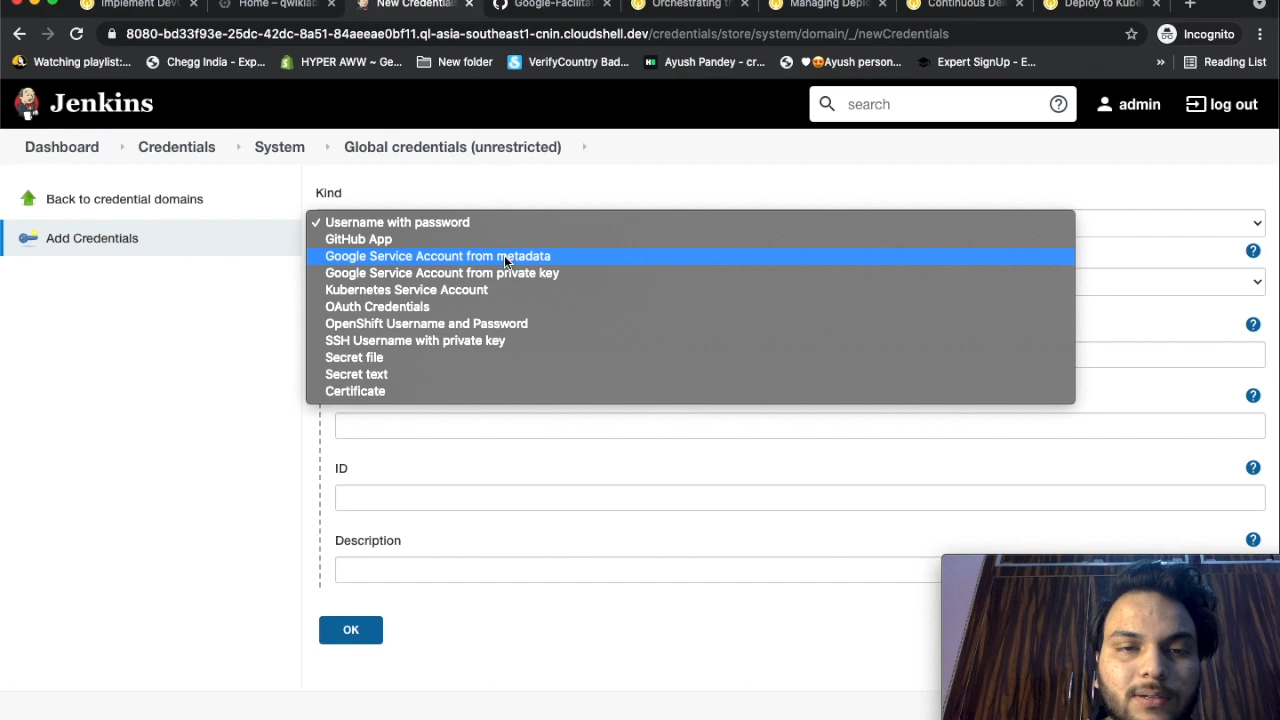 Implement DevO
Home – qwiklab
New Credentials
Google-Facilitat
Orchestrating t
Managing Deplo
Continuous Del
Deploy to Kube
8080-bd33f93e-25dc-42dc-8a51-84aeeae0bf11.ql-asia-southeast1-cnin.cloudshell.dev/credentials/store/system/domain/_/newCredentials
Incognito
Watching playlist:...
Chegg India - Exp...
HYPER AWW ~ Ge...
New folder
VerifyCountry Bad...
Ayush Pandey - cr...
♥😍Ayush person...
Expert SignUp - E...
»
Reading List
Jenkins
search
admin
log out
Dashboard
Credentials
System
Global credentials (unrestricted)
Back to credential domains
Add Credentials
Kind
✓ Username with password
GitHub App
Google Service Account from metadata
Google Service Account from private key
Kubernetes Service Account
OAuth Credentials
OpenShift Username and Password
SSH Username with private key
Secret file
Secret text
Certificate
ID
Description
OK